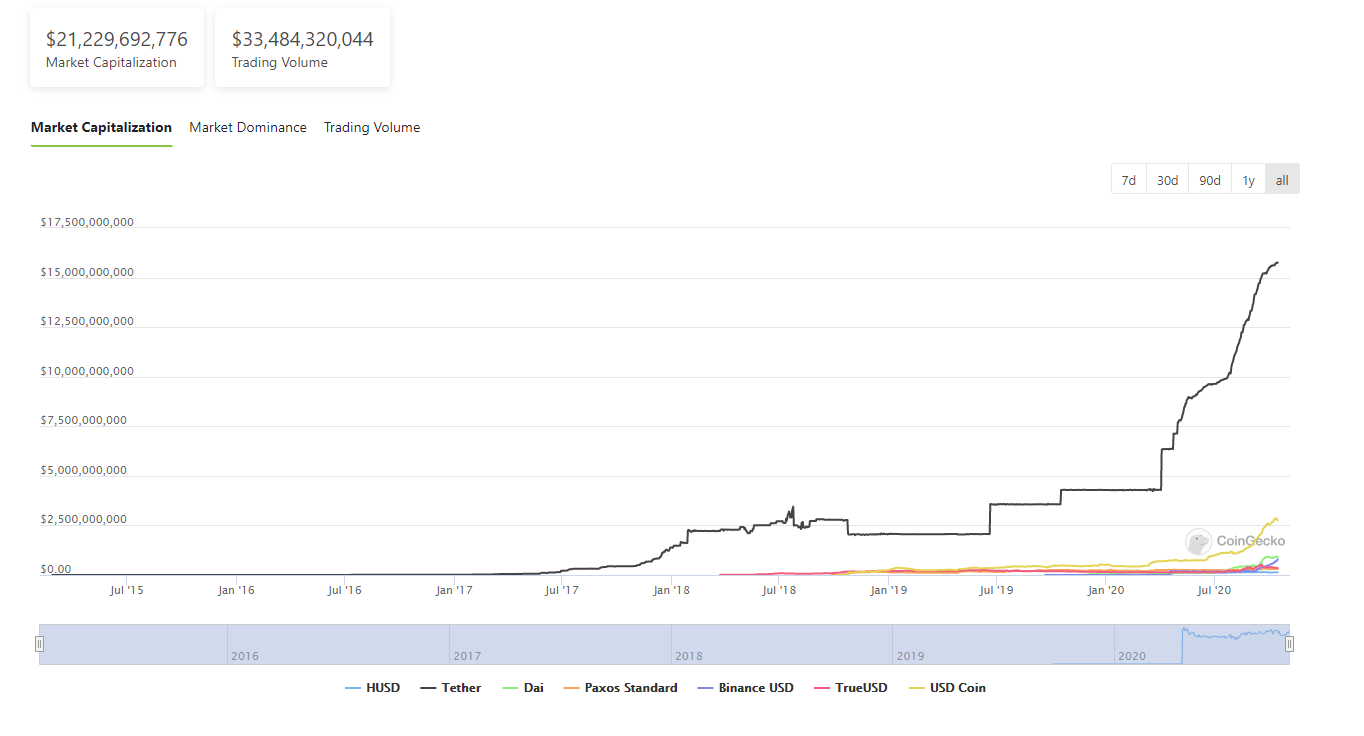 $21,229,692,776 $33,484,320,044
Market Capitalization Trading Volume
Market Capitalization Market Dominance Trading Volume
7d 30d 90d 1y all
$17,500,000,000
$15,000,000,000
$12,500,000,000
$10,000,000,000
$7,500,000,000
$5,000,000,000
$2,500,000,000
CoinGecko
$0.00
Jul '15 Jan '16 Jul '16 Jan '17 Jul '17 Jan '18 Jul '18 Jan '19 Jul '19 Jan '20 Jul '20
2016 2017 2018 2019 2020
HUSD Tether Dai Paxos Standard Binance USD TrueUSD USD Coin